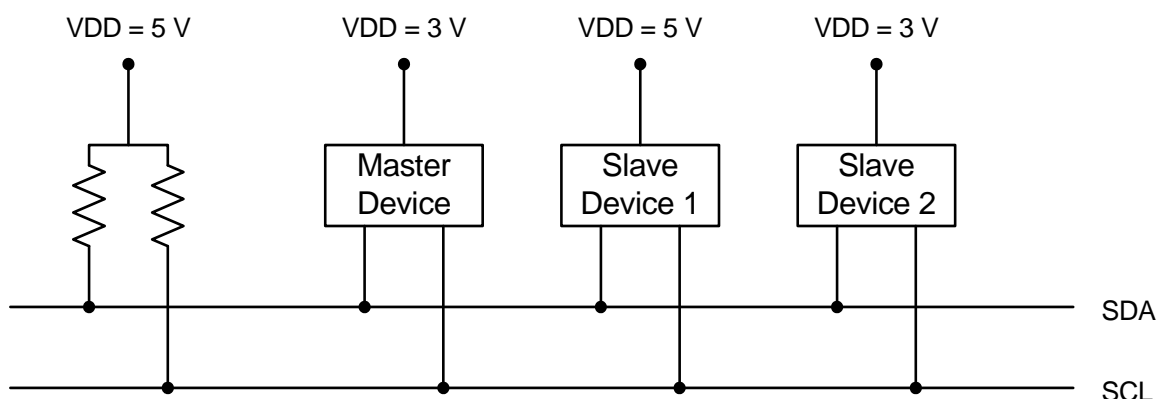 VDD = 5 V
VDD = 3 V
VDD = 5 V
VDD = 3 V
Master
Device
Slave
Device 1
Slave
Device 2
SDA
SCL